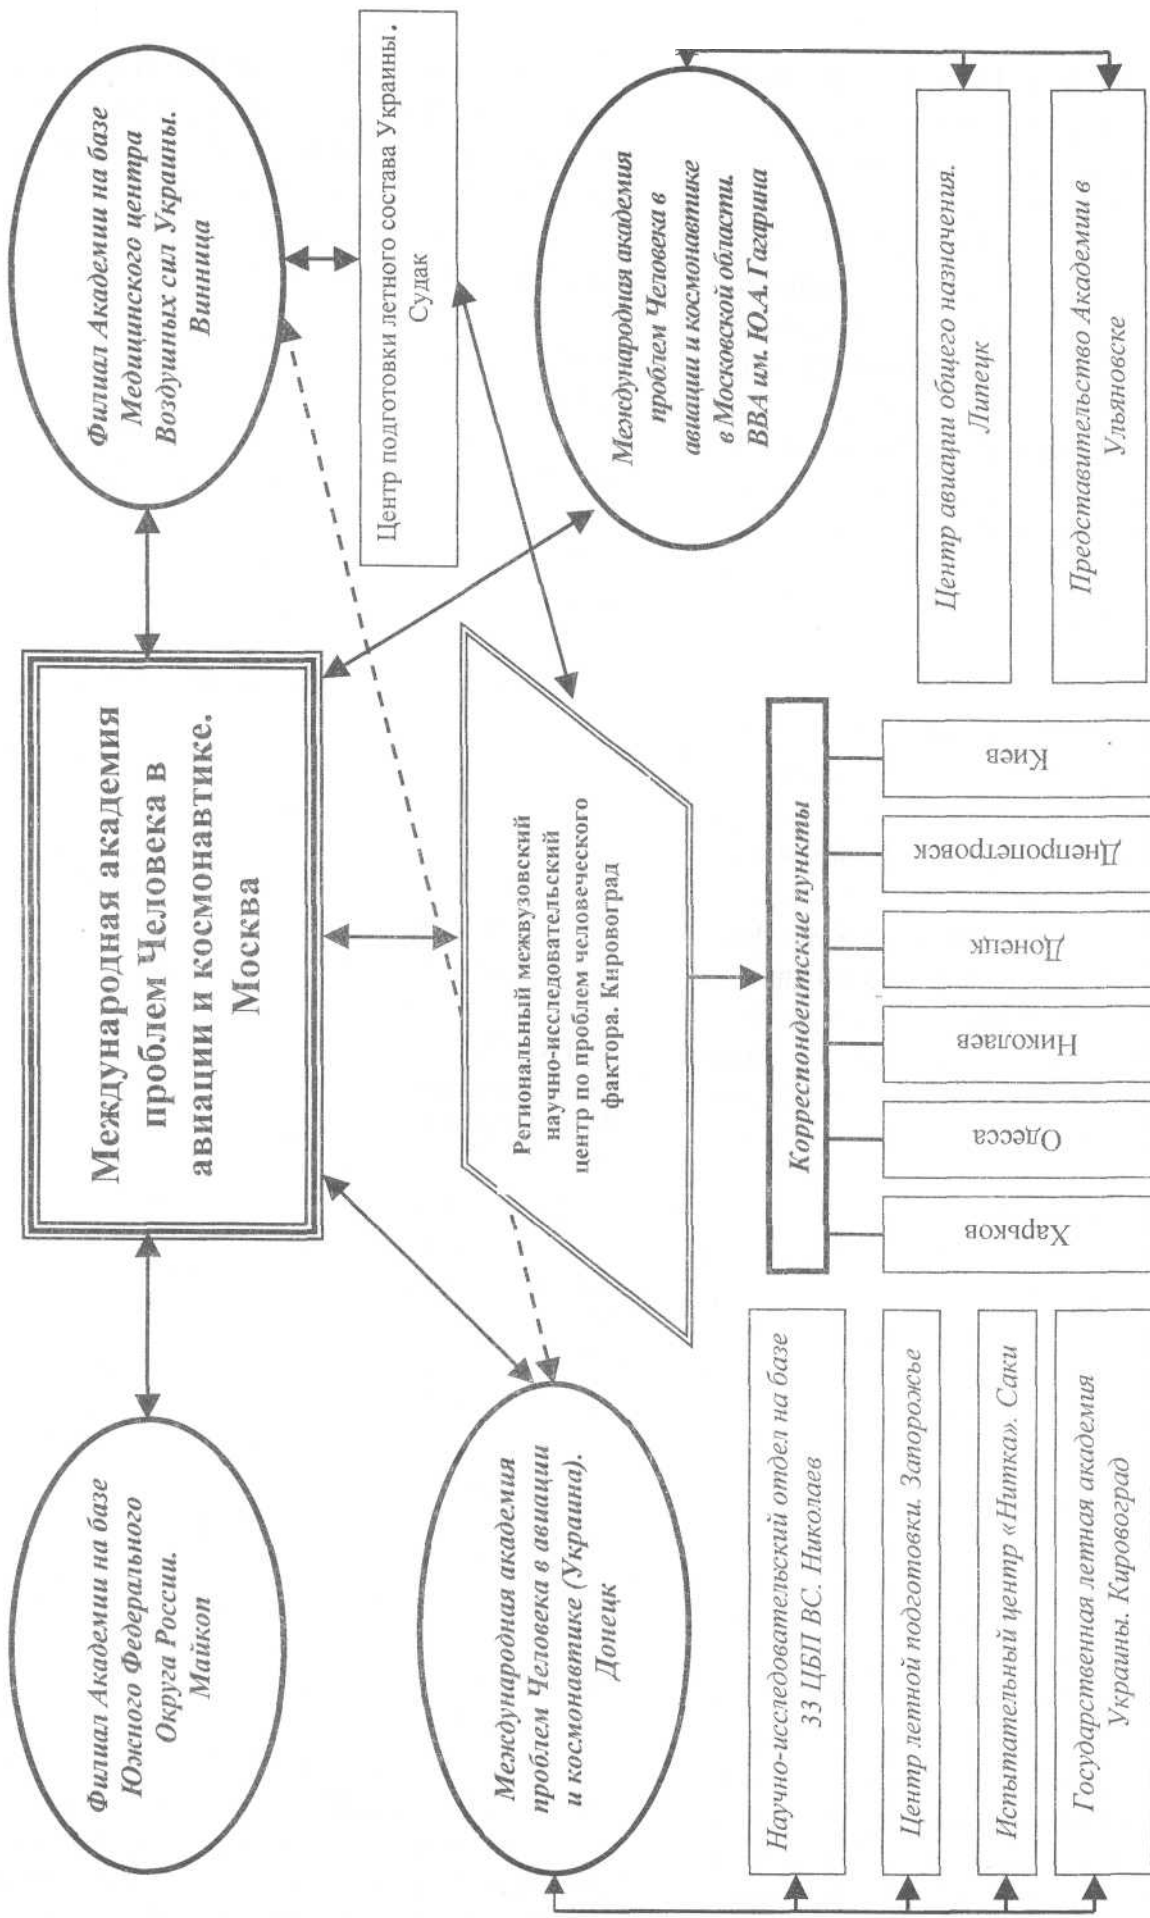 Филиал Академии на базе
Южного Федерального
Округа России.
Майкоп
Международная академия
проблем Человека в
авиации и космонавтике.
Москва
Филиал Академии на базе
Медицинского центра
Воздушных сил Украины.
Винница
Центр подготовки летного состава Украины.
Судак
Международная академия
проблем Человека в авиации
и космонавтике (Украина).
Донецк
Региональный межвузовский
научно-исследовательский
центр по проблем человеческого
фактора. Кировоград
Международная академия
проблем Человека в
авиации и космонавтике
в Московской области.
ВВА им. Ю.А. Гагарина
Научно-исследовательский отдел на базе
33 ЦБП ВС. Николаев
Центр летной подготовки. Запорожье
Испытательный центр «Нитка». Саки
Государственная летная академия
Украины. Кировоград
Корреспондентские пункты
Харьков
Одесса
Николаев
Донецк
Днепропетровск
Киев
Центр авиации общего назначения.
Липецк
Представительство Академии в
Ульяновске